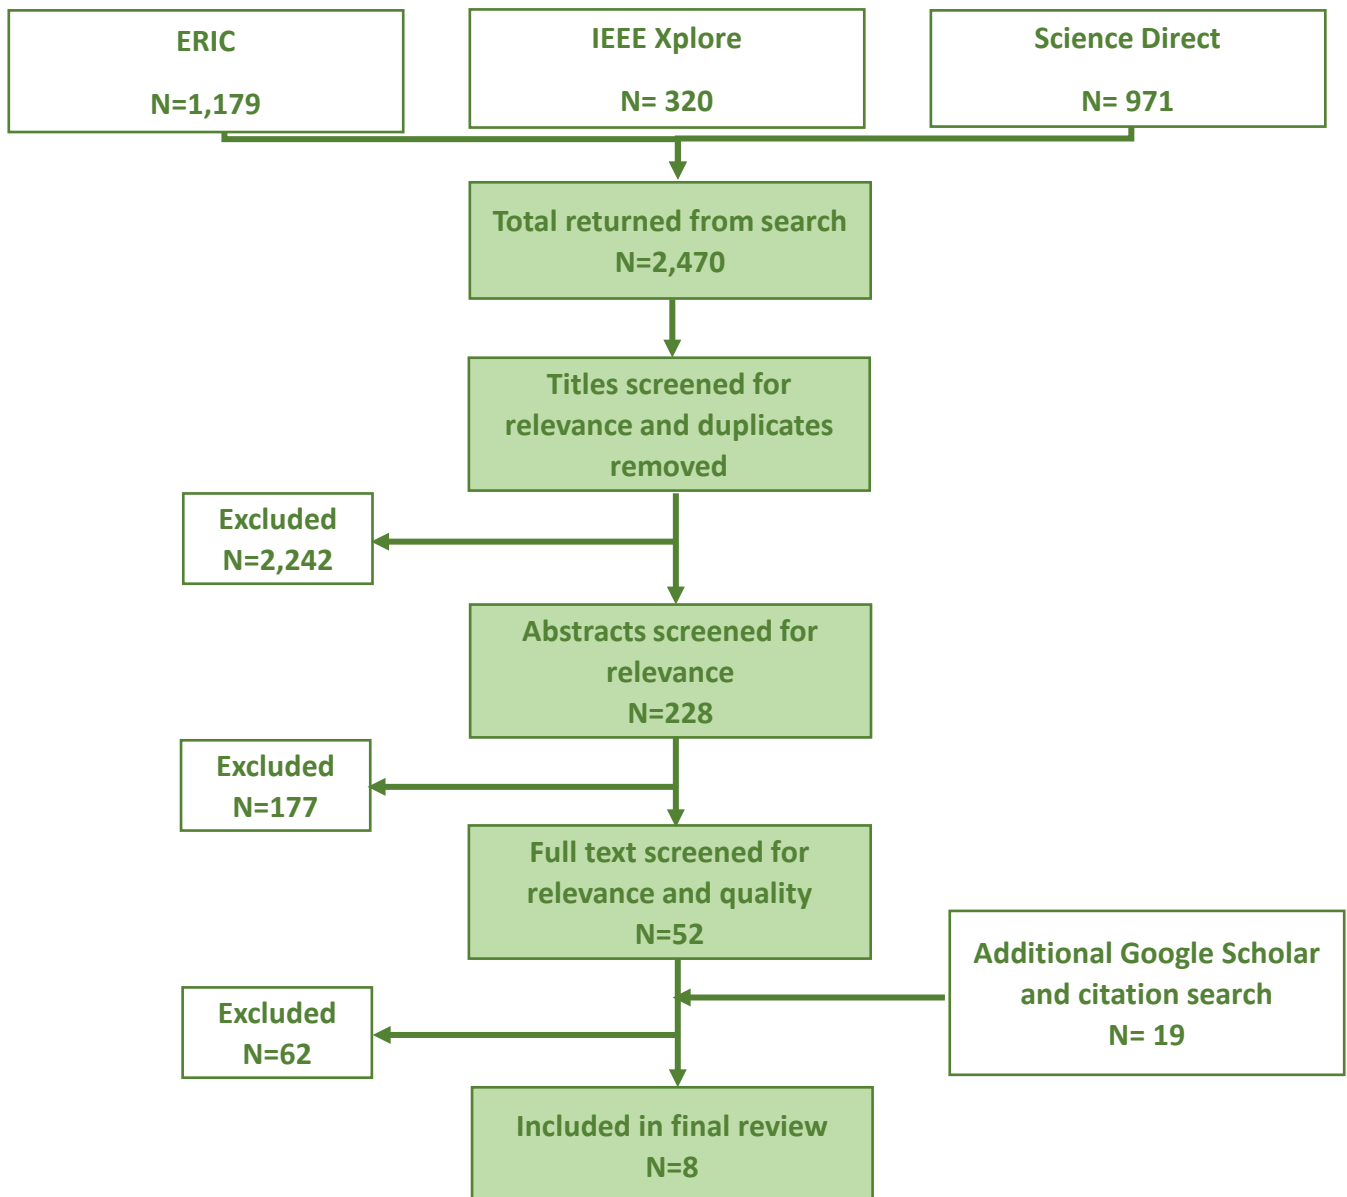 ERIC
N=1,179
IEEE Xplore
N= 320
Science Direct
N= 971
Total returned from search
N=2,470
Titles screened for
relevance and duplicates
removed
Excluded
N=2,242
Abstracts screened for
relevance
N=228
Excluded
N=177
Full text screened for
relevance and quality
N=52
Additional Google Scholar
and citation search
N= 19
Excluded
N=62
Included in final review
N=8